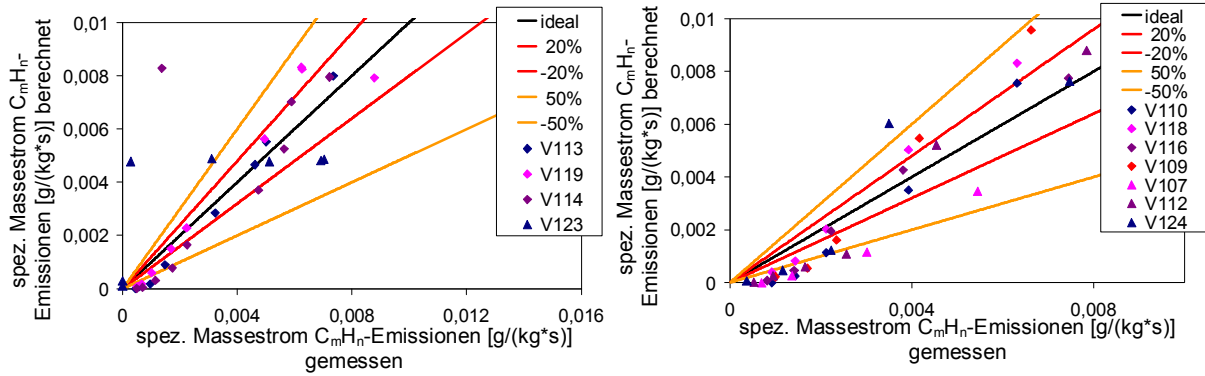 spez. Massestrom CmHn-
Emissionen [g/(kg*s)] berechnet
0,01
0,008
0,006
0,004
0,002
0
0
0,004
0,008
0,012
0,016
spez. Massestrom CmHn-Emissionen [g/(kg*s)]
gemessen
ideal
20%
-20%
50%
-50%
V113
V119
V114
V123
spez. Massestrom CmHn-
Emissionen [g/(kg*s)] berechnet
0,01
0,008
0,006
0,004
0,002
0
0
0,004
0,008
spez. Massestrom CmHn-Emissionen [g/(kg*s)]
gemessen
ideal
20%
-20%
50%
-50%
V110
V118
V116
V109
V107
V112
V124